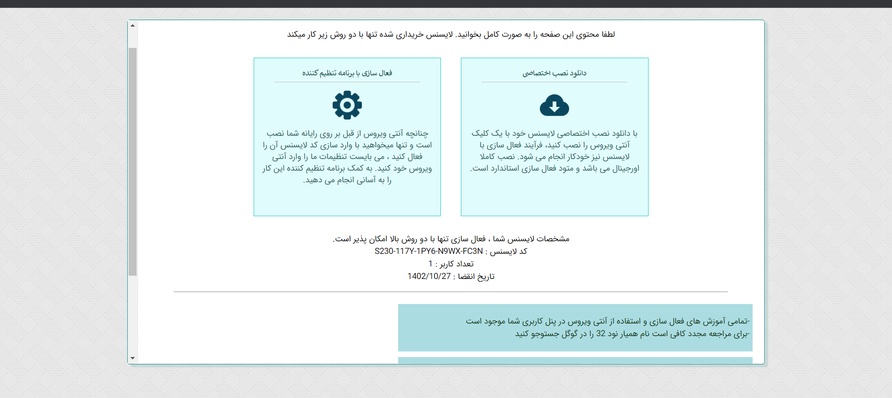 لطفا محتوی این صفحه را به صورت کامل بخوانید. لایسنس خریداری شده تنها با دو روش زیر کار میکند
دانلود نصب اختصاصی
با دانلود نصب اختصاصی لایسنس خود با یک کلیک
آنتی ویروس را نصب کنید، فرآیند فعال سازی با
لایسنس نیز خودکار انجام می شود. نصب کاملا
اورجینال می باشد و متود فعال سازی استاندارد است.
فعال سازی با برنامه تنظیم کننده
چنانچه آنتی ویروس از قبل بر روی رایانه شما نصب
است و تنها میخواهید با وارد سازی کد لایسنس آن را
فعال کنید ، می بایست تنظیمات ما را وارد آنتی
ویروس خود کنید. به کمک برنامه تنظیم کننده این کار
را به آسانی انجام می دهید.
مشخصات لایسنس شما ، فعال سازی تنها با دو روش بالا امکان پذیر است.
کد لایسنس : S230-117Y-1PY6-N9WX-FC3N
تعداد کاربر : 1
تاریخ انقضا : 1402/10/27
-تمامی آموزش های فعال سازی و استفاده از آنتی ویروس در پنل کاربری شما موجود است
-برای مراجعه مجدد کافی است نام همیار نود 32 را در گوگل جستوجو کنید